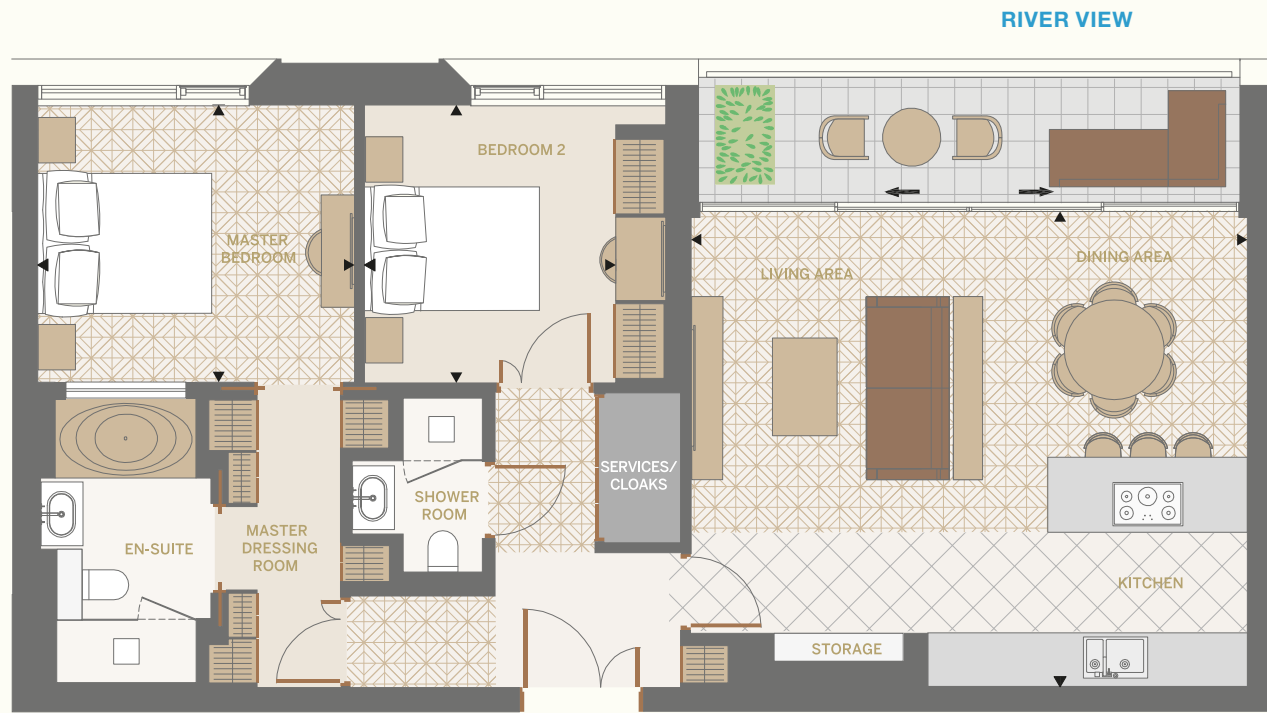 RIVER VIEW
BEDROOM 2
MASTER
BEDROOM
LIVING AREA
DINING AREA
SERVICES/
CLOAKS
SHOWER
ROOM
EN-SUITE
MASTER
DRESSING
ROOM
KITCHEN
STORAGE